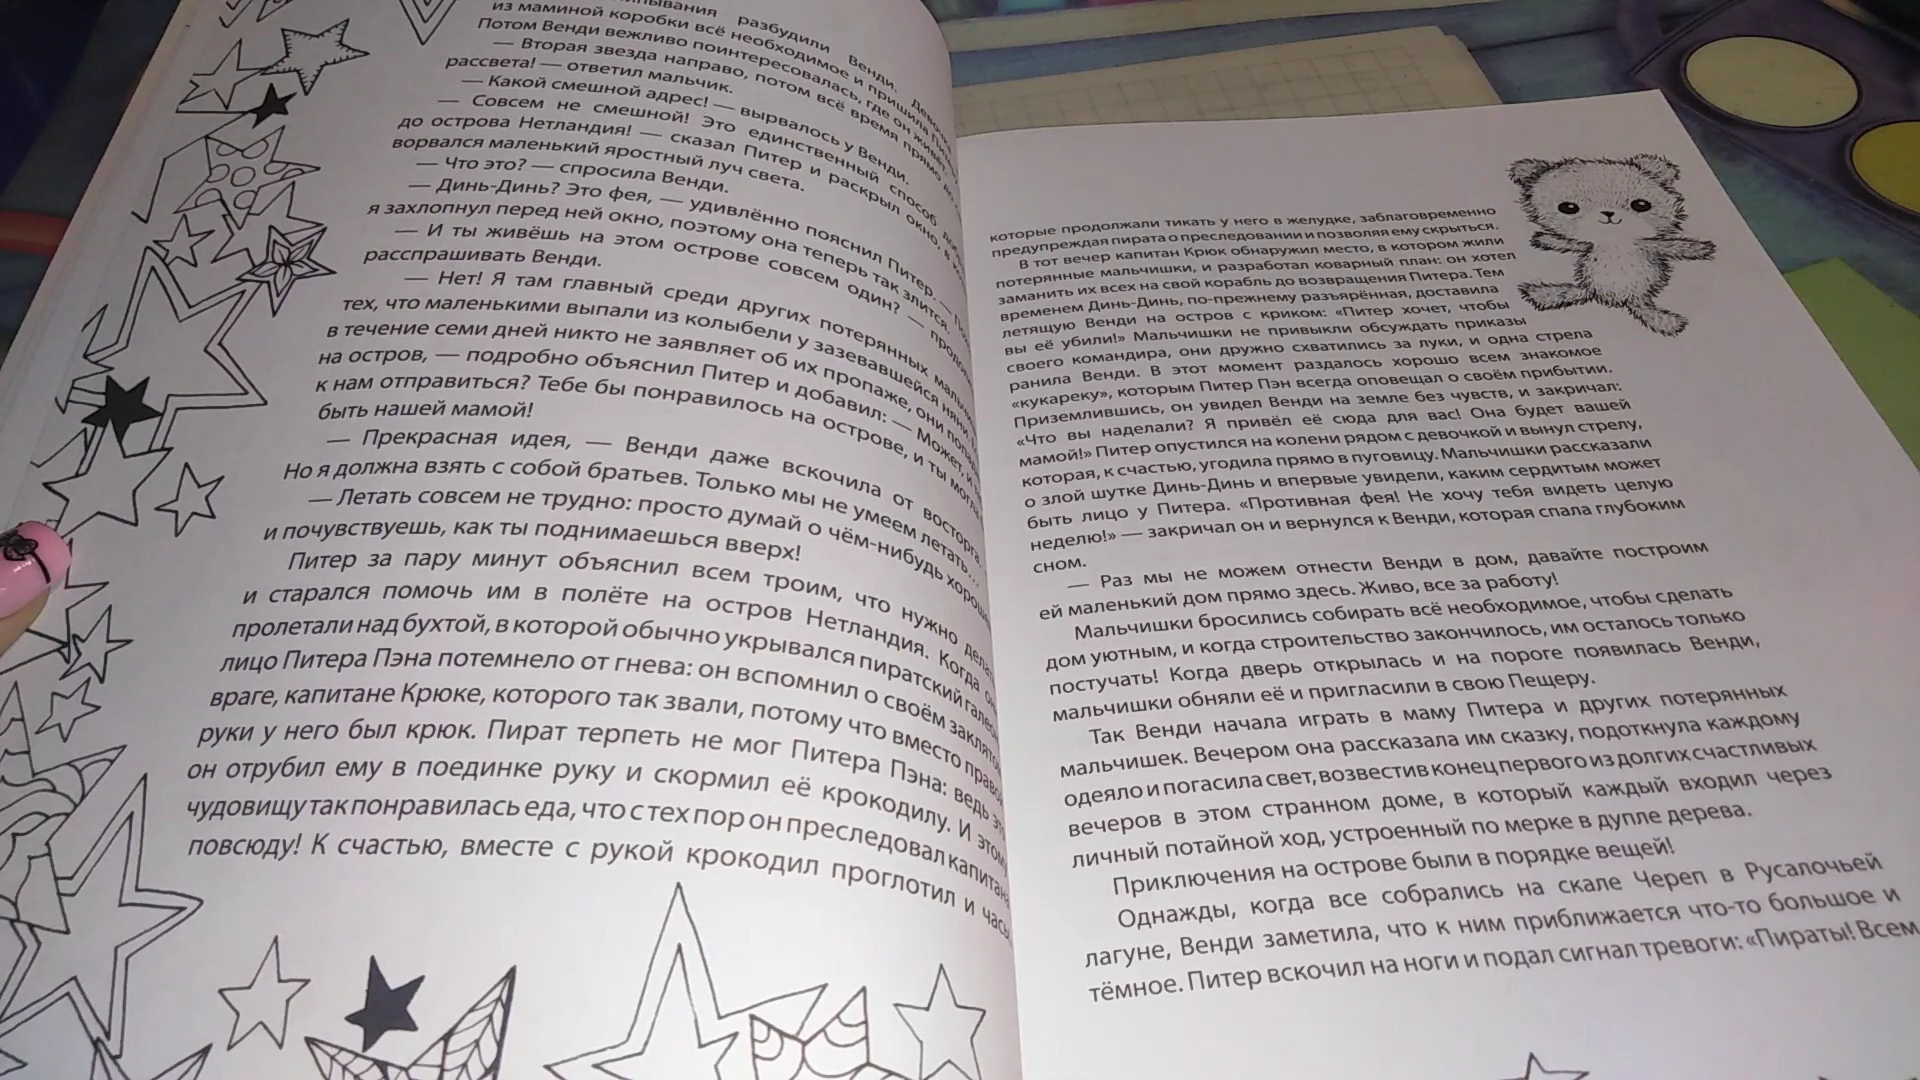 разбудили Венди. Девочка
из маминой коробки всё необходимое и пришила Питеру
Потом Венди вежливо поинтересовалась, где он живёт.
— Вторая звезда направо, потом всё время прямо до
рассвета! — ответил мальчик.
— Какой смешной адрес! — вырвалось у Венди.
— Совсем не смешной! Это единственный способ
до острова Нетландия! — сказал Питер и раскрыл окно, в
ворвался маленький яростный луч света.
— Что это? — спросила Венди.
— Динь-Динь? Это фея, — удивлённо пояснил Питер. —
я захлопнул перед ней окно, поэтому она теперь так злится.
— И ты живёшь на этом острове совсем один? —
расспрашивать Венди.
— Нет! Я там главный среди других потерянных
тех, что маленькими выпали из колыбели у зазевавшейся няни.
в течение семи дней никто не заявляет об их пропаже, они
на остров, — подробно объяснил Питер и добавил: — Может, и
к нам отправиться? Тебе бы понравилось на острове, и ты могла
быть нашей мамой!
— Прекрасная идея, — Венди даже вскочила от восторга.
Но я должна взять с собой братьев. Только мы не умеем летать...
— Летать совсем не трудно: просто думай о чём-нибудь
и почувствуешь, как ты поднимаешься вверх!
Питер за пару минут объяснил всем троим, что нужно
и старался помочь им в полёте на остров Нетландия. Когда они
пролетали над бухтой, в которой обычно укрывался пиратский
лицо Питера Пэна потемнело от гнева: он вспомнил о своём
враге, капитане Крюке, которого так звали, потому что вместо правой
руки у него был крюк. Пират терпеть не мог Питера Пэна: ведь это
он отрубил ему в поединке руку и скормил её крокодилу. И этому
чудовищу так понравилась еда, что с тех пор он преследовал капитана
повсюду! К счастью, вместе с рукой крокодил проглотил и часы,
которые продолжали тикать у него в желудке, заблаговременно
предупреждая пирата о преследовании и позволяя ему скрыться.
В тот вечер капитан Крюк обнаружил место, в котором жили
потерянные мальчишки, и разработал коварный план: он хотел
заманить их всех на свой корабль до возвращения Питера. Тем
временем Динь-Динь, по-прежнему разъярённая, доставила
летящую Венди на остров с криком: «Питер хочет, чтобы
вы её убили!» Мальчишки не привыкли обсуждать приказы
своего командира, они дружно схватились за луки, и одна стрела
ранила Венди. В этот момент раздалось хорошо всем знакомое
«кукареку», которым Питер Пэн всегда оповещал о своём прибытии.
Приземлившись, он увидел Венди на земле без чувств, и закричал:
«Что вы наделали? Я привёл её сюда для вас! Она будет вашей
мамой!» Питер опустился на колени рядом с девочкой и вынул стрелу,
которая, к счастью, угодила прямо в пуговицу. Мальчишки рассказали
о злой шутке Динь-Динь и впервые увидели, каким сердитым может
быть лицо у Питера. «Противная фея! Не хочу тебя видеть целую
неделю!» — закричал он и вернулся к Венди, которая спала глубоким
сном.
— Раз мы не можем отнести Венди в дом, давайте построим
ей маленький дом прямо здесь. Живо, все за работу!
Мальчишки бросились собирать всё необходимое, чтобы сделать
дом уютным, и когда строительство закончилось, им осталось только
постучать! Когда дверь открылась и на пороге появилась Венди,
мальчишки обняли её и пригласили в свою Пещеру.
Так Венди начала играть в маму Питера и других потерянных
мальчишек. Вечером она рассказала им сказку, подоткнула каждому
одеяло и погасила свет, возвестив конец первого из долгих счастливых
вечеров в этом странном доме, в который каждый входил через
личный потайной ход, устроенный по мерке в дупле дерева.
Приключения на острове были в порядке вещей!
Однажды, когда все собрались на скале Череп в Русалочьей
лагуне, Венди заметила, что к ним приближается что-то большое и
тёмное. Питер вскочил на ноги и подал сигнал тревоги: «Пираты! Всем